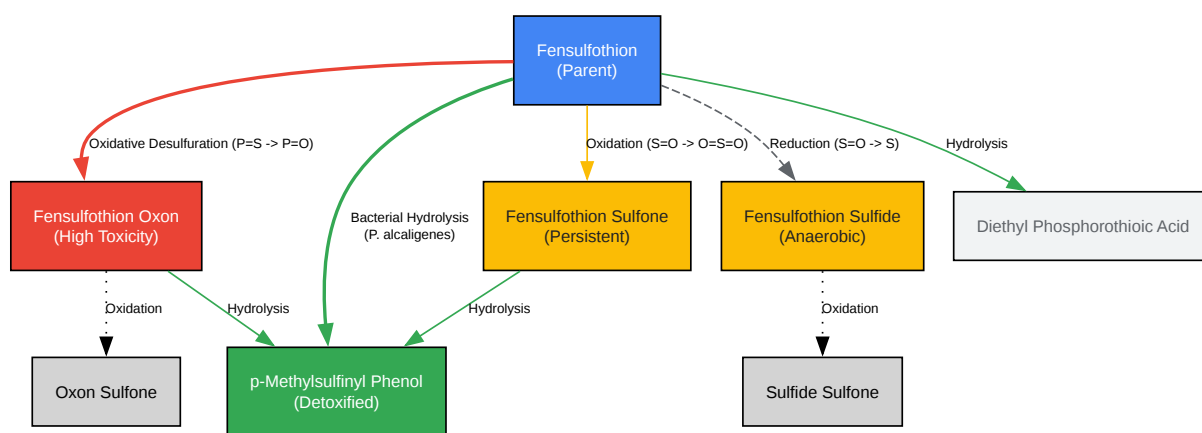 Fensulfothion
(Parent)
Oxidative Desulfuration (P=S -> P=O)
Oxidation (S=O -> O=S=O)
Reduction (S=O -> S)
Hydrolysis
Fensulfothion Oxon
(High Toxicity)
Bacterial Hydrolysis
(P. alcaligenes)
Fensulfothion Sulfone
(Persistent)
Fensulfothion Sulfide
(Anaerobic)
Diethyl Phosphorothioic Acid
Oxidation
Hydrolysis
Hydrolysis
Oxidation
Oxon Sulfone
p-Methylsulfinyl Phenol
(Detoxified)
Sulfide Sulfone